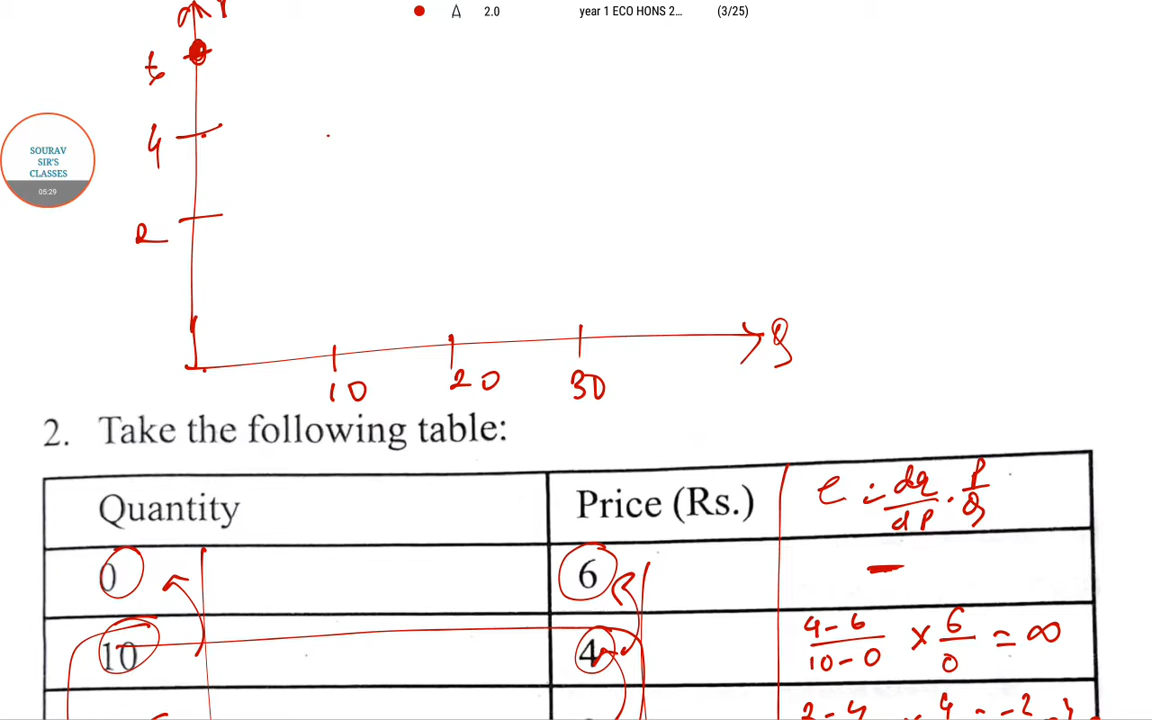 2.0 year 1 ECO HONS 2... (3/25)
6
4
2
SOURAV
SIR'S
CLASSES
05:29
Q
10 20 30
2. Take the following table:
Quantity Price (Rs.) e = dq/dP · P/Q
0 6 –
10 4 4-6/10-0 × 6/0 = ∞